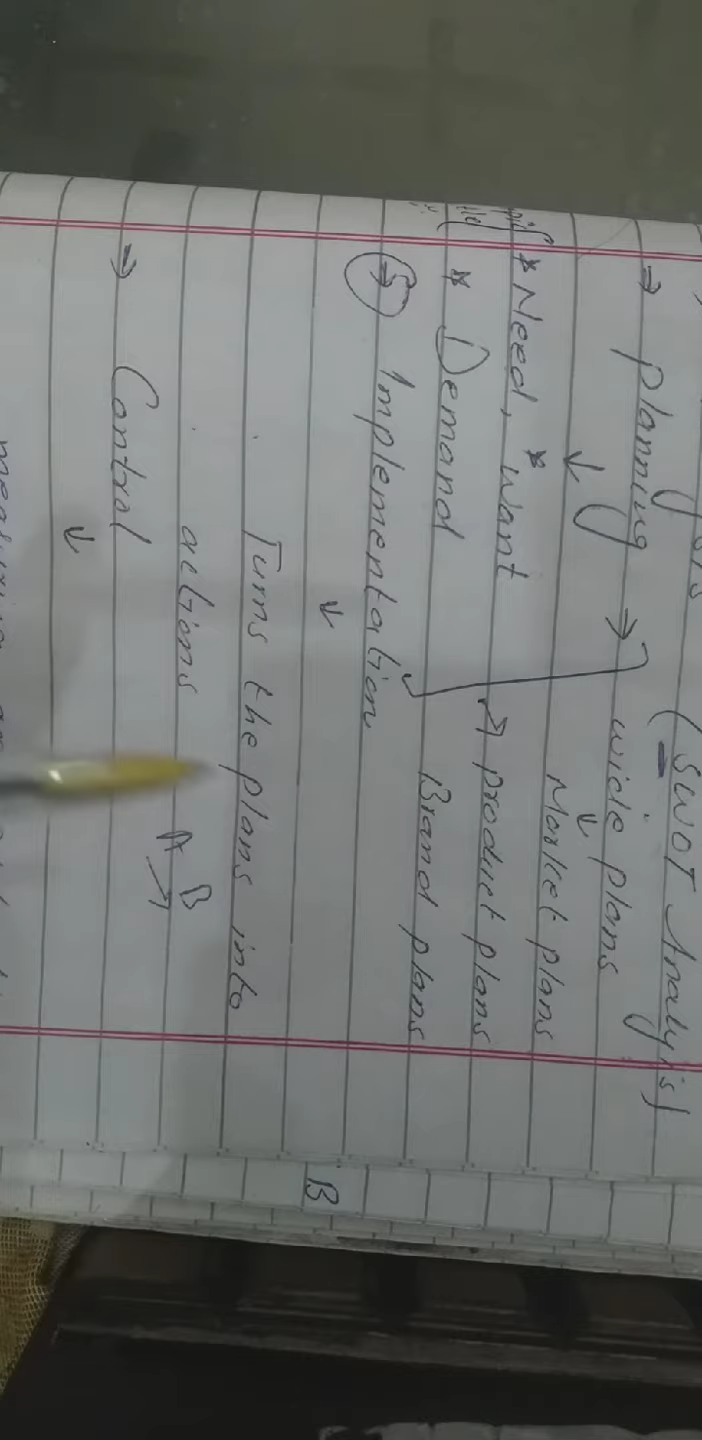 (SWOT Analysis)
→ planning → wide plans
↓ ↓ Market plans
* Need, * want → product plans
* Demand Brand plans
→ Implementation
↓
Turns the plans into
actions A B
→ Control
↓
B